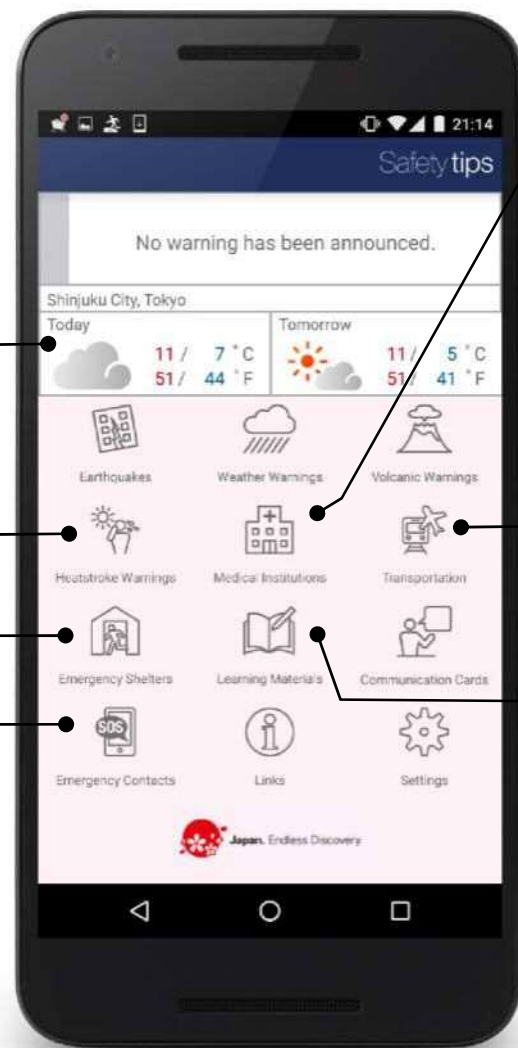 21:14
Safety tips
No warning has been announced.
Shinjuku City, Tokyo
Today
Tomorrow
11 / 7 °C
11 / 5 °C
51 / 44 °F
51 / 41 °F
Earthquakes
Weather Warnings
Volcanic Warnings
Heatstroke Warnings
Medical Institutions
Transportation
Emergency Shelters
Learning Materials
Communication Cards
SOS
Emergency Contacts
Links
Settings
Japan. Endless Discovery